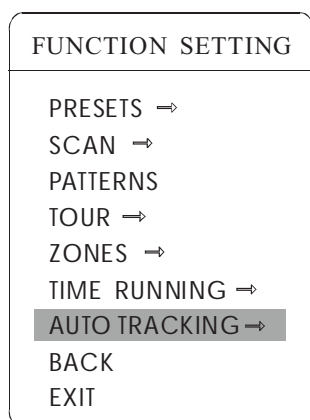 FUNCTION SETTING
PRESETS ⇒
SCAN ⇒
PATTERNS
TOUR ⇒
ZONES ⇒
TIME RUNNING ⇒
AUTO TRACKING ⇒
BACK
EXIT